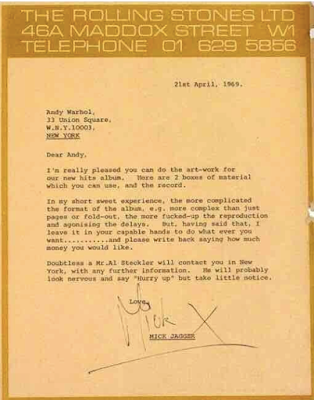 THE ROLLING STONES LTD
46A MADDOX STREET W1
TELEPHONE 01 629 5856
21st April, 1969.
Andy Warhol,
33 Union Square,
W.N.Y.10003,
NEW YORK
Dear Andy,
I'm really pleased you can do the art-work for
our new hits album. Here are 2 boxes of material
which you can use, and the record.
In my short sweet experience, the more complicated
the format of the album, e.g. more complex than just
pages or fold-out, the more fucked-up the reproduction
and agonising the delays. But, having said that, I
leave it in your capable hands to do what ever you
want..........and please write back saying how much
money you would like.
Doubtless a Mr.Al Steckler will contact you in New
York, with any further information. He will probably
look nervous and say "Hurry up" but take little notice.
Love,
Mick X
MICK JAGGER